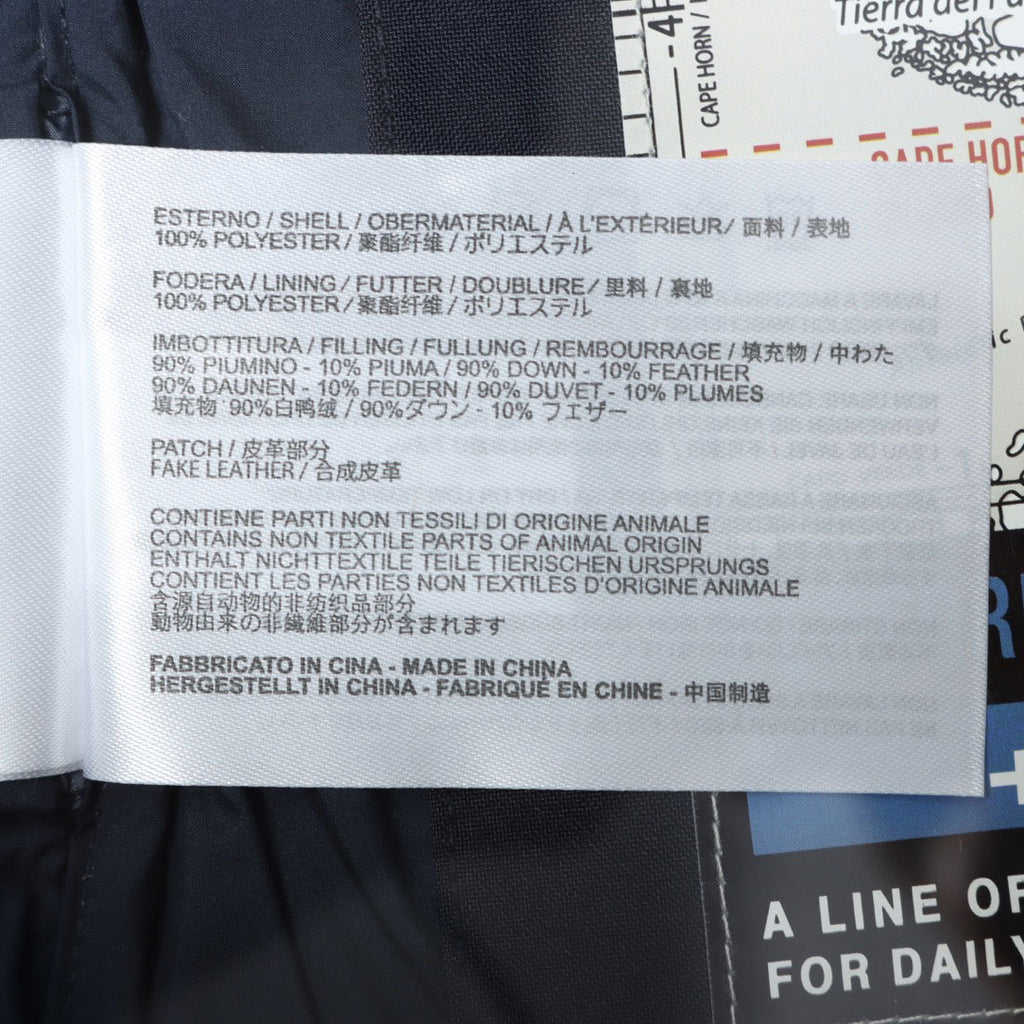 Tierra del Fu
CAPE HORN /
CAPE HOR
ESTERNO / SHELL / OBERMATERIAL / À L'EXTÉRIEUR/ 面料 / 表地
100% POLYESTER / 聚酯纤维 / ポリエステル
FODERA / LINING / FUTTER / DOUBLURE/ 里料 / 裏地
100% POLYESTER / 聚酯纤维 / ポリエステル
IMBOTTITURA / FILLING / FULLUNG / REMBOURRAGE / 填充物 / 中わた
90% PIUMINO - 10% PIUMA / 90% DOWN - 10% FEATHER
90% DAUNEN - 10% FEDERN / 90% DUVET - 10% PLUMES
填充物 90%白鸭绒 / 90%ダウン - 10% フェザー
PATCH / 皮革部分
FAKE LEATHER / 合成皮革
CONTIENE PARTI NON TESSILI DI ORIGINE ANIMALE
CONTAINS NON TEXTILE PARTS OF ANIMAL ORIGIN
ENTHALT NICHTTEXTILE TEILE TIERISCHEN URSPRUNGS
CONTIENT LES PARTIES NON TEXTILES D'ORIGINE ANIMALE
含源自动物的非纺织品部分
動物由来の非繊維部分が含まれます
FABBRICATO IN CINA - MADE IN CHINA
HERGESTELLT IN CHINA - FABRIQUÉ EN CHINE - 中国制造
A LINE OF
FOR DAILY